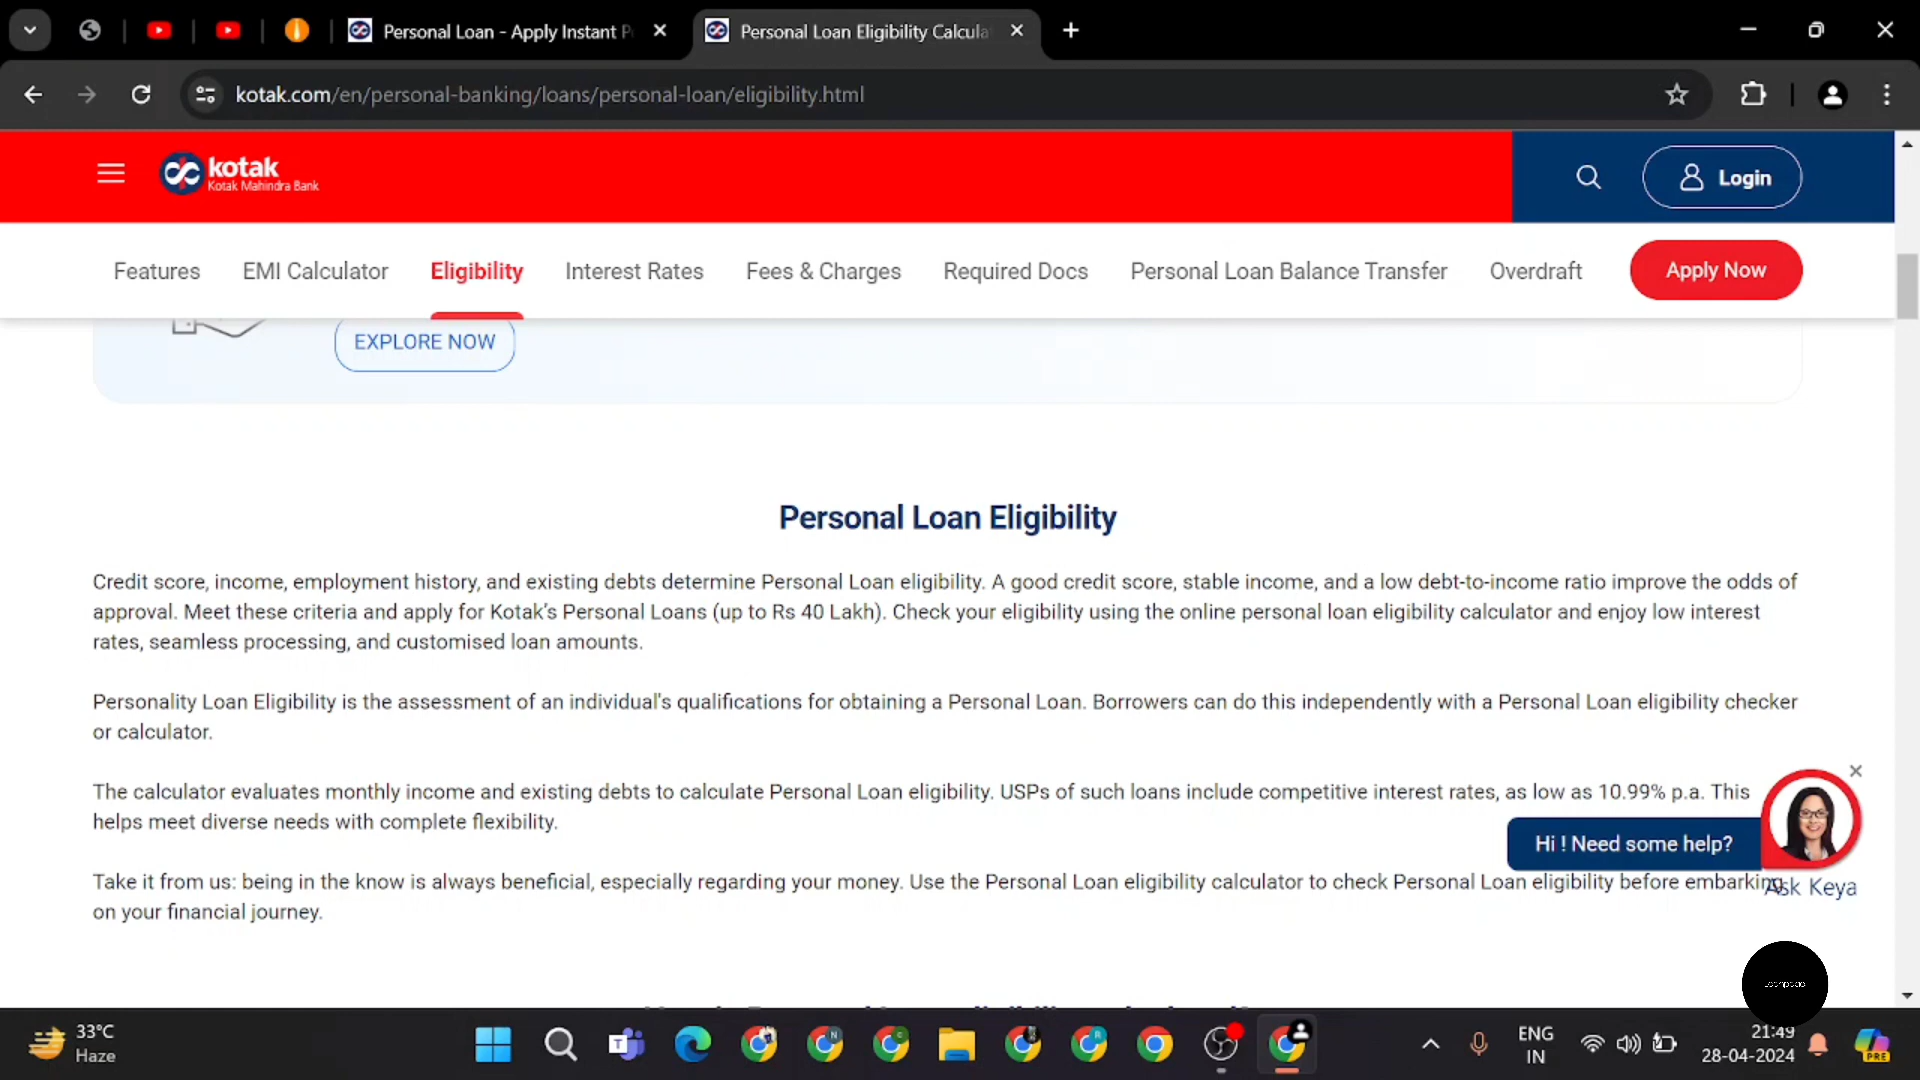 Personal Loan - Apply Instant P
Personal Loan Eligibility Calcula
kotak.com/en/personal-banking/loans/personal-loan/eligibility.html
kotak
Kotak Mahindra Bank
Login
Features
EMI Calculator
Eligibility
Interest Rates
Fees & Charges
Required Docs
Personal Loan Balance Transfer
Overdraft
Apply Now
EXPLORE NOW
Personal Loan Eligibility
Credit score, income, employment history, and existing debts determine Personal Loan eligibility. A good credit score, stable income, and a low debt-to-income ratio improve the odds of
approval. Meet these criteria and apply for Kotak’s Personal Loans (up to Rs 40 Lakh). Check your eligibility using the online personal loan eligibility calculator and enjoy low interest
rates, seamless processing, and customised loan amounts.
Personality Loan Eligibility is the assessment of an individual's qualifications for obtaining a Personal Loan. Borrowers can do this independently with a Personal Loan eligibility checker
or calculator.
The calculator evaluates monthly income and existing debts to calculate Personal Loan eligibility. USPs of such loans include competitive interest rates, as low as 10.99% p.a. This
helps meet diverse needs with complete flexibility.
Hi ! Need some help?
Take it from us: being in the know is always beneficial, especially regarding your money. Use the Personal Loan eligibility calculator to check Personal Loan eligibility before embarking
on your financial journey.
Ask Keya
33°C
Haze
ENG
IN
21:49
28-04-2024
PRE